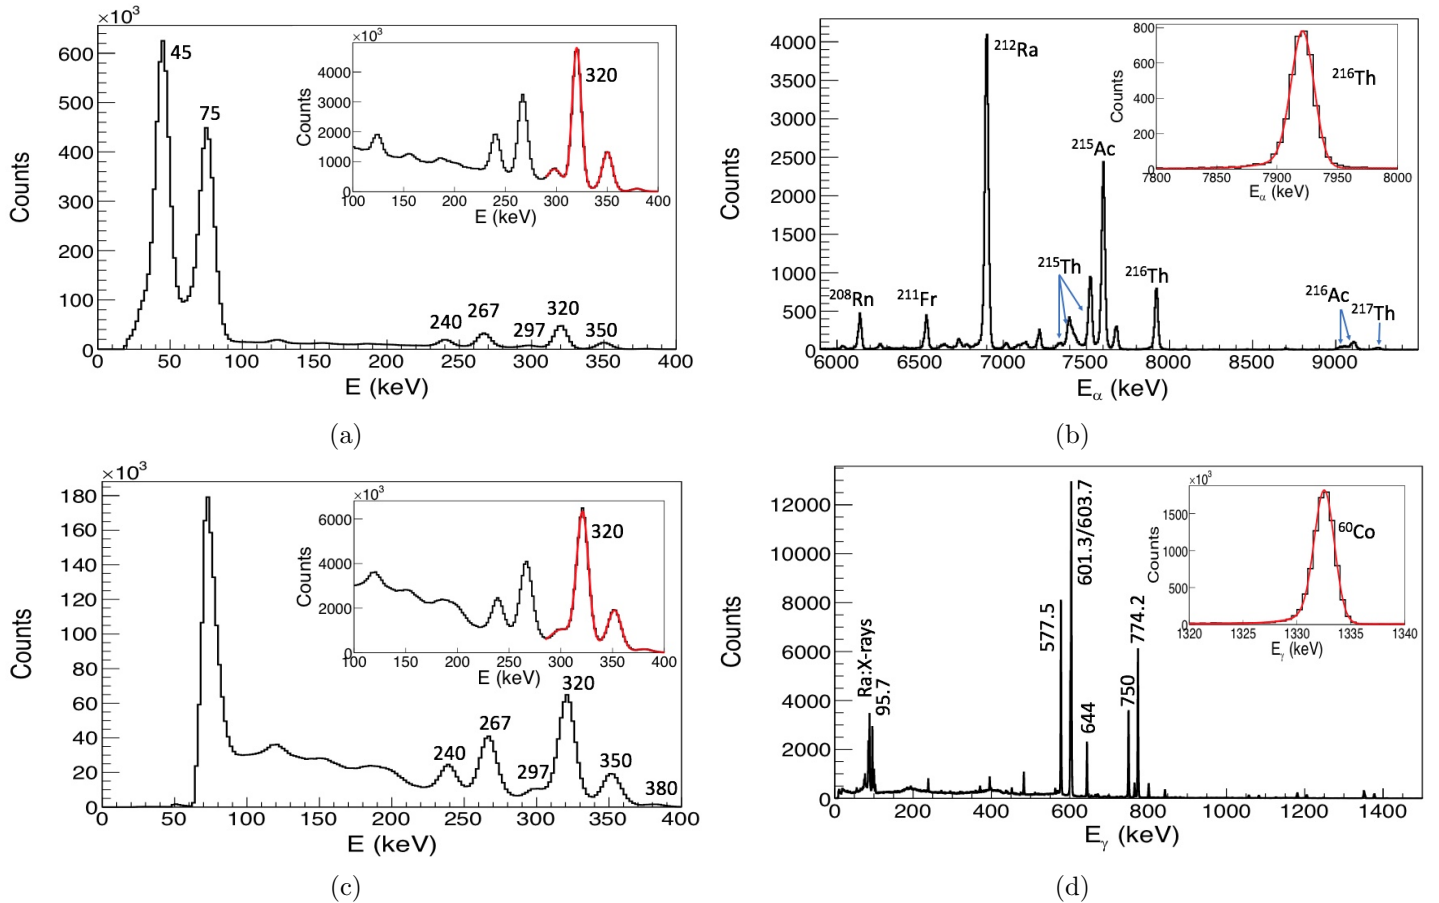 ×10³
600
500
400
300
200
100
0
0 50 100 150 200 250 300 350 400
Counts
E (keV)
45
75
240
267
297
320
350
×10³
4000
3000
2000
1000
0
100 150 200 250 300 350 400
Counts
E (keV)
320
(a)
4000
3500
3000
2500
2000
1500
1000
500
0
6000 6500 7000 7500 8000 8500 9000
Counts
Eα (keV)
²⁰⁸Rn
²¹¹Fr
²¹²Ra
²¹⁵Th
²¹⁵Ac
²¹⁶Th
²¹⁶Ac
²¹⁷Th
800
600
400
200
0
7800 7850 7900 7950 8000
Counts
Eα (keV)
²¹⁶Th
(b)
×10³
180
160
140
120
100
80
60
40
20
0
0 50 100 150 200 250 300 350 400
Counts
E (keV)
240
267
297
320
350
380
×10³
6000
4000
2000
0
100 150 200 250 300 350 400
Counts
E (keV)
320
(c)
12000
10000
8000
6000
4000
2000
0
0 200 400 600 800 1000 1200 1400
Counts
Eγ (keV)
Ra:X-rays
95.7
577.5
601.3/603.7
644
750
774.2
×10³
1500
1000
500
0
1320 1325 1330 1335 1340
Counts
Eγ (keV)
⁶⁰Co
(d)